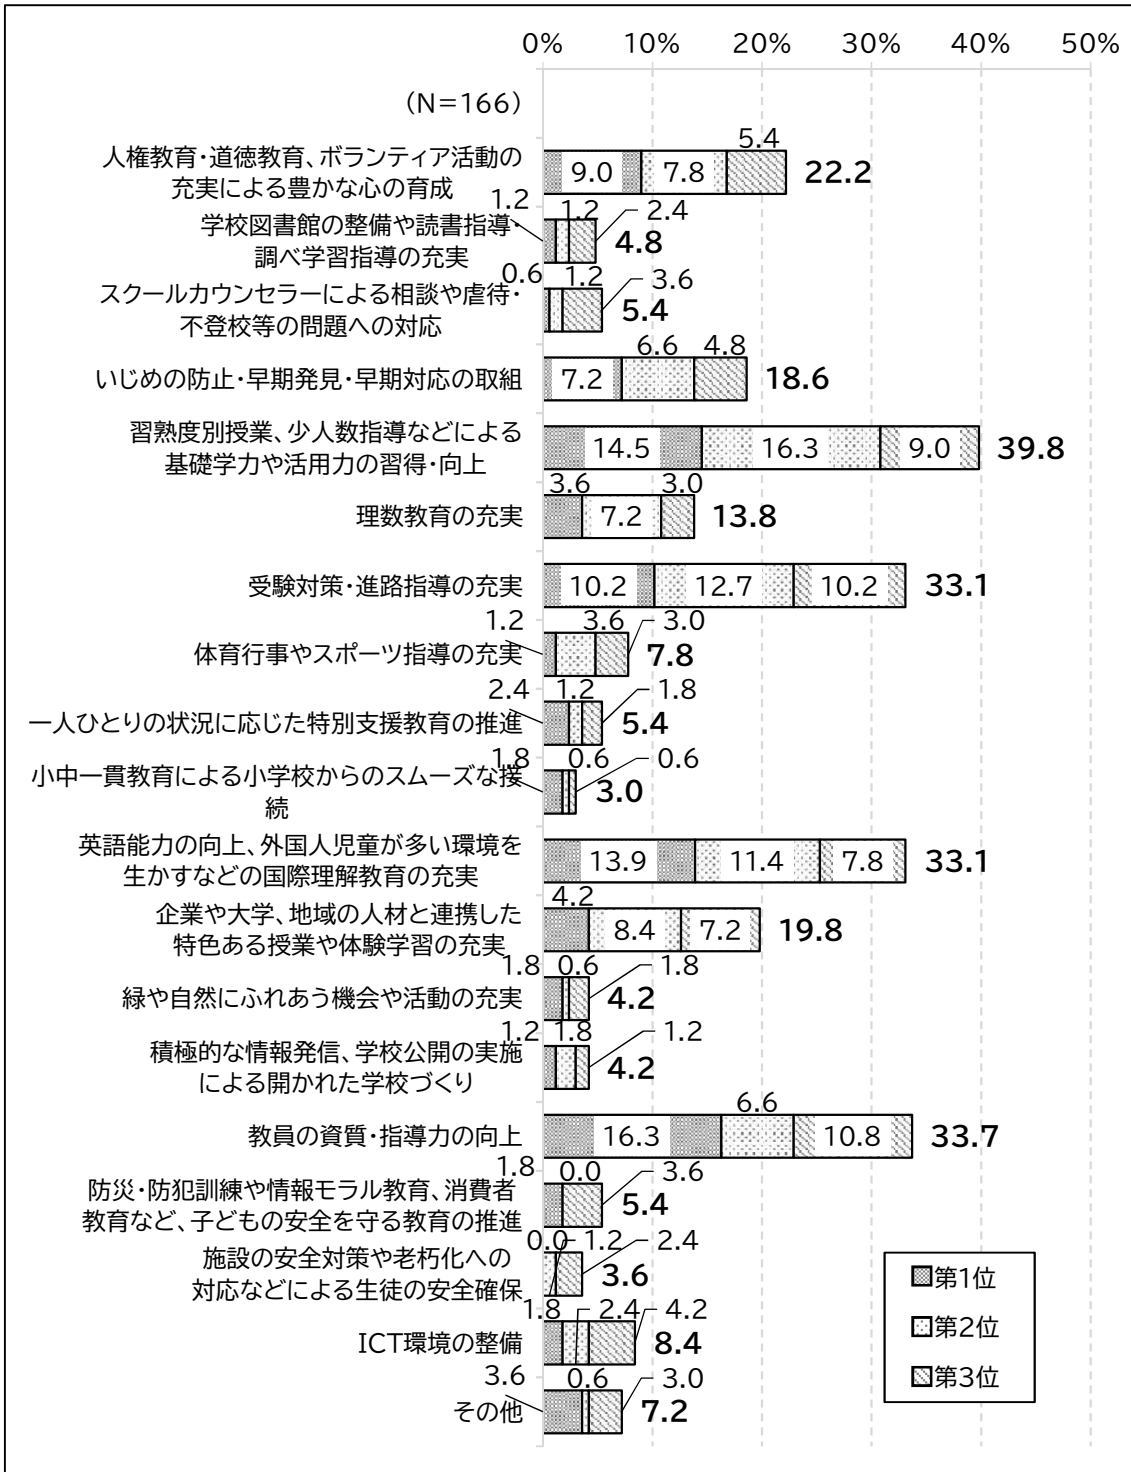 0% 10% 20% 30% 40% 50%
（N＝166）
人権教育・道徳教育、ボランティア活動の
充実による豊かな心の育成
9.0 7.8 5.4 22.2
学校図書館の整備や読書指導・
調べ学習指導の充実
1.2 1.2 2.4 4.8
スクールカウンセラーによる相談や虐待・
不登校等の問題への対応
0.6 1.2 3.6 5.4
いじめの防止・早期発見・早期対応の取組
7.2 6.6 4.8 18.6
習熟度別授業、少人数指導などによる
基礎学力や活用力の習得・向上
14.5 16.3 9.0 39.8
理数教育の充実
3.6 7.2 3.0 13.8
受験対策・進路指導の充実
10.2 12.7 10.2 33.1
体育行事やスポーツ指導の充実
1.2 3.6 3.0 7.8
一人ひとりの状況に応じた特別支援教育の推進
2.4 1.2 1.8 5.4
小中一貫教育による小学校からのスムーズな接
続
1.8 0.6 0.6 3.0
英語能力の向上、外国人児童が多い環境を
生かすなどの国際理解教育の充実
13.9 11.4 7.8 33.1
企業や大学、地域の人材と連携した
特色ある授業や体験学習の充実
4.2 8.4 7.2 19.8
緑や自然にふれあう機会や活動の充実
1.8 0.6 1.8 4.2
積極的な情報発信、学校公開の実施
による開かれた学校づくり
1.2 1.8 1.2 4.2
教員の資質・指導力の向上
16.3 6.6 10.8 33.7
防災・防犯訓練や情報モラル教育、消費者
教育など、子どもの安全を守る教育の推進
1.8 0.0 3.6 5.4
施設の安全対策や老朽化への
対応などによる生徒の安全確保
0.0 1.2 2.4 3.6
ICT環境の整備
1.8 2.4 4.2 8.4
その他
3.6 0.6 3.0 7.2
第1位
第2位
第3位